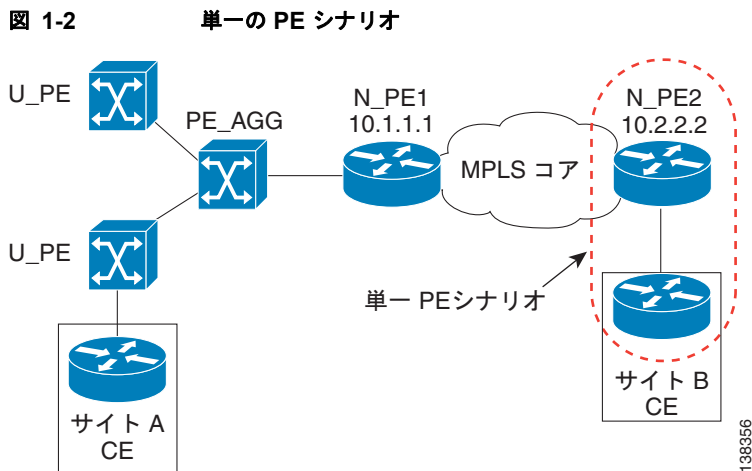 図 1-2 単一の PE シナリオ
U_PE
PE_AGG
N_PE1
10.1.1.1
N_PE2
10.2.2.2
MPLS コア
U_PE
単一 PEシナリオ
サイト A
CE
サイト B
CE
138356